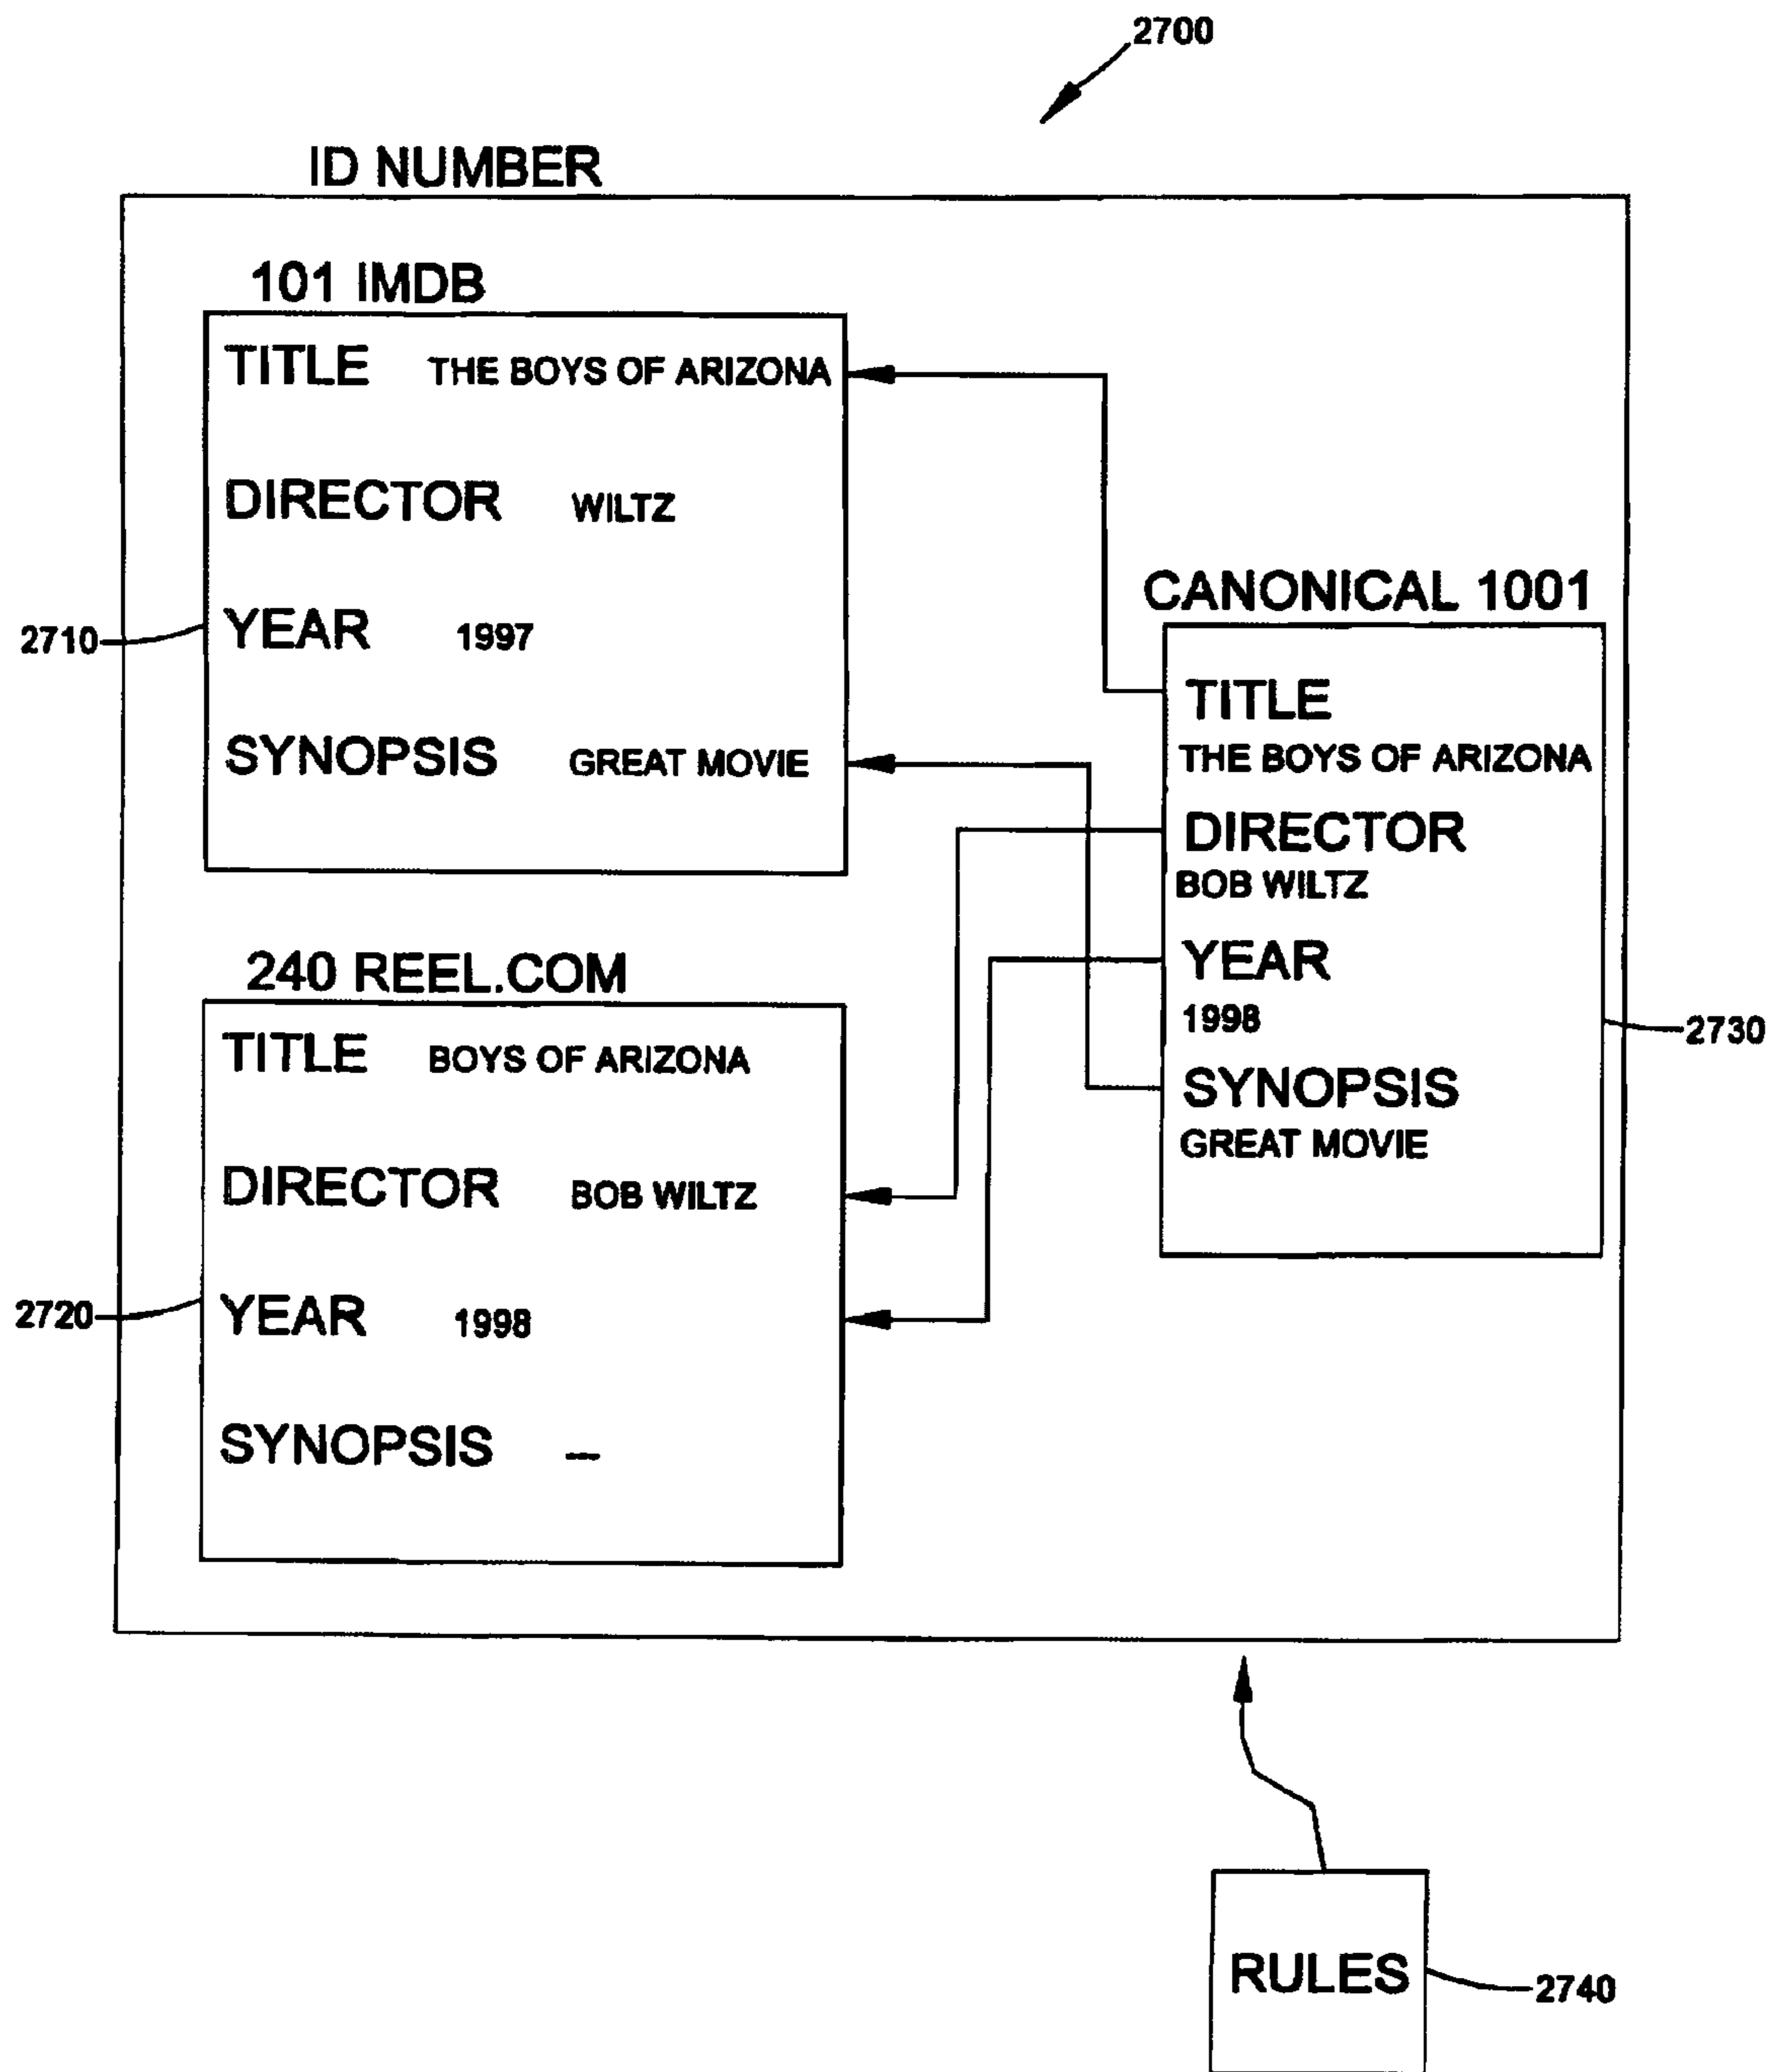 2700
ID NUMBER
101 IMDB
TITLE THE BOYS OF ARIZONA
DIRECTOR WILTZ
2710
YEAR 1997
SYNOPSIS GREAT MOVIE
CANONICAL 1001
TITLE
THE BOYS OF ARIZONA
DIRECTOR
BOB WILTZ
YEAR
1998
2730
SYNOPSIS
GREAT MOVIE
240 REEL.COM
TITLE BOYS OF ARIZONA
DIRECTOR BOB WILTZ
2720
YEAR 1998
SYNOPSIS —
RULES
2740